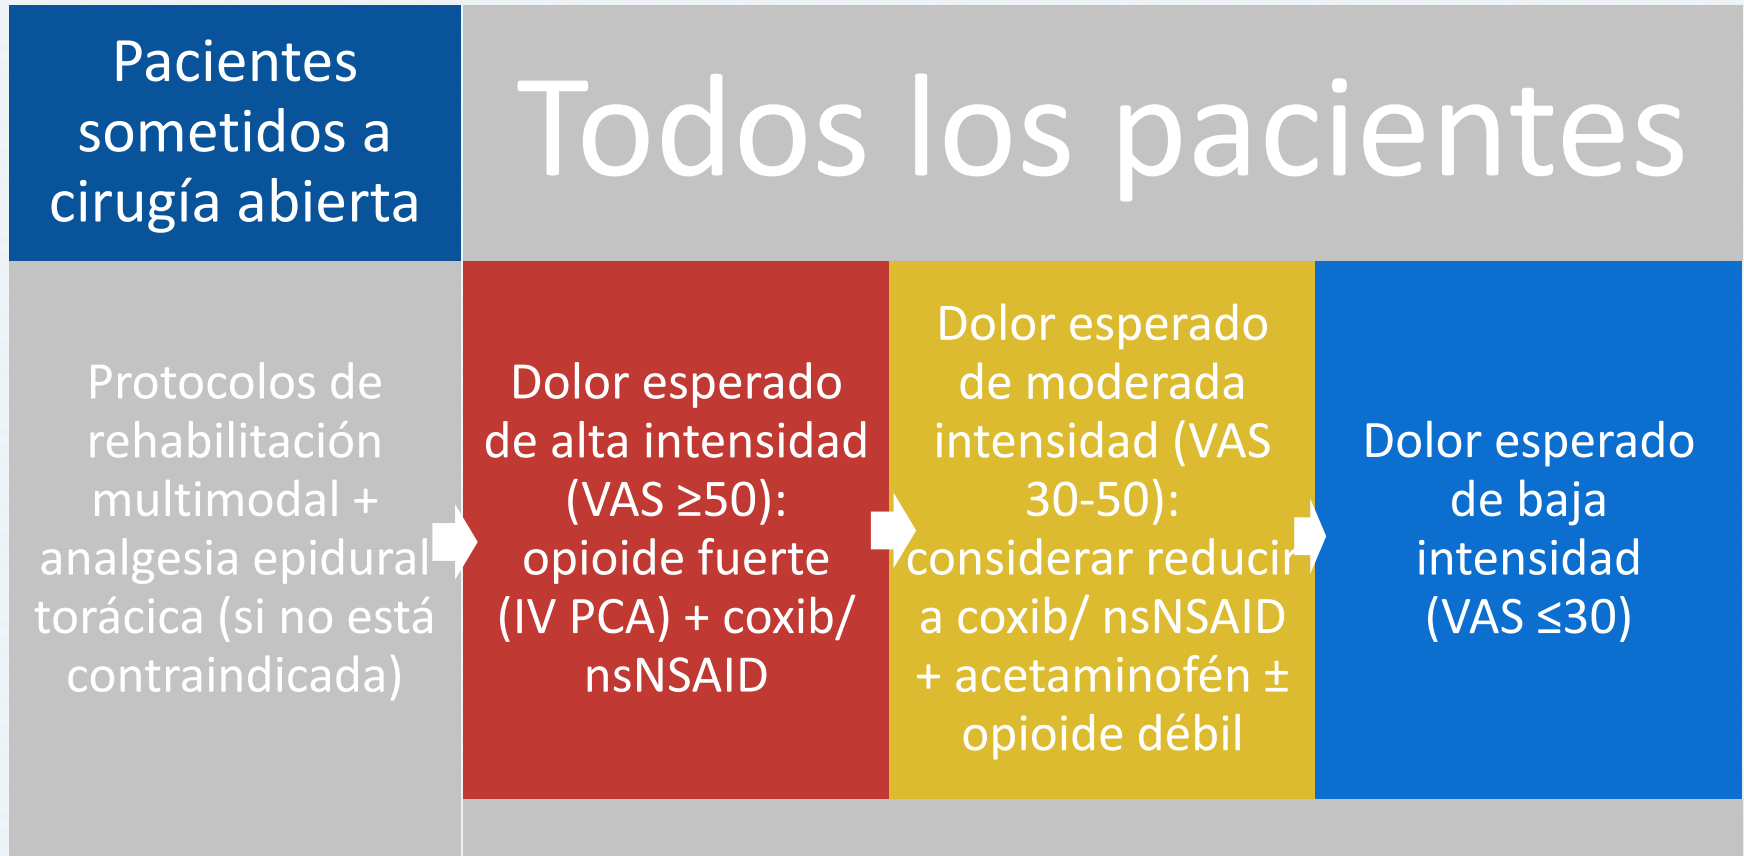 Pacientes
sometidos a
cirugía abierta
Todos los pacientes
Protocolos de
rehabilitación
multimodal +
analgesia epidural
torácica (si no está
contraindicada)
Dolor esperado
de alta intensidad
(VAS ≥50):
opioide fuerte
(IV PCA) + coxib/
nsNSAID
Dolor esperado
de moderada
intensidad (VAS
30-50):
considerar reducir
a coxib/ nsNSAID
+ acetaminofén ±
opioide débil
Dolor esperado
de baja
intensidad
(VAS ≤30)